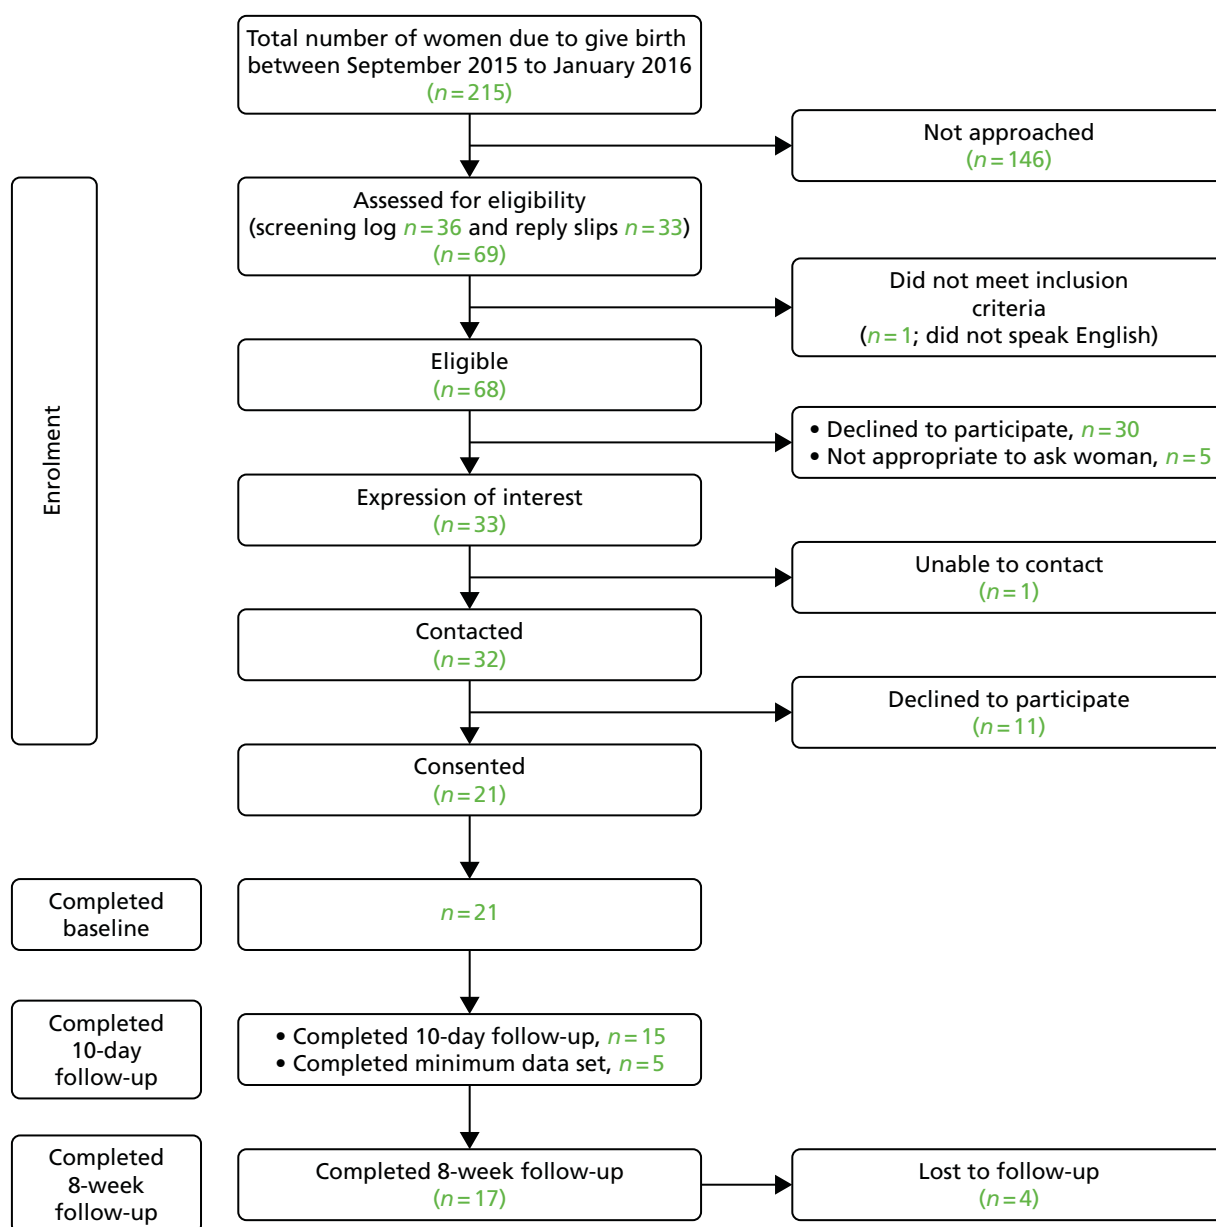 Total number of women due to give birth
between September 2015 to January 2016
(n=215)
Not approached
(n=146)
Assessed for eligibility
(screening log n=36 and reply slips n=33)
(n=69)
Did not meet inclusion
criteria
(n=1; did not speak English)
Eligible
(n=68)
• Declined to participate, n=30
• Not appropriate to ask woman, n=5
Enrolment
Expression of interest
(n=33)
Unable to contact
(n=1)
Contacted
(n=32)
Declined to participate
(n=11)
Consented
(n=21)
Completed
baseline
n=21
Completed
10-day
follow-up
• Completed 10-day follow-up, n=15
• Completed minimum data set, n=5
Completed
8-week
follow-up
Completed 8-week follow-up
(n=17)
Lost to follow-up
(n=4)